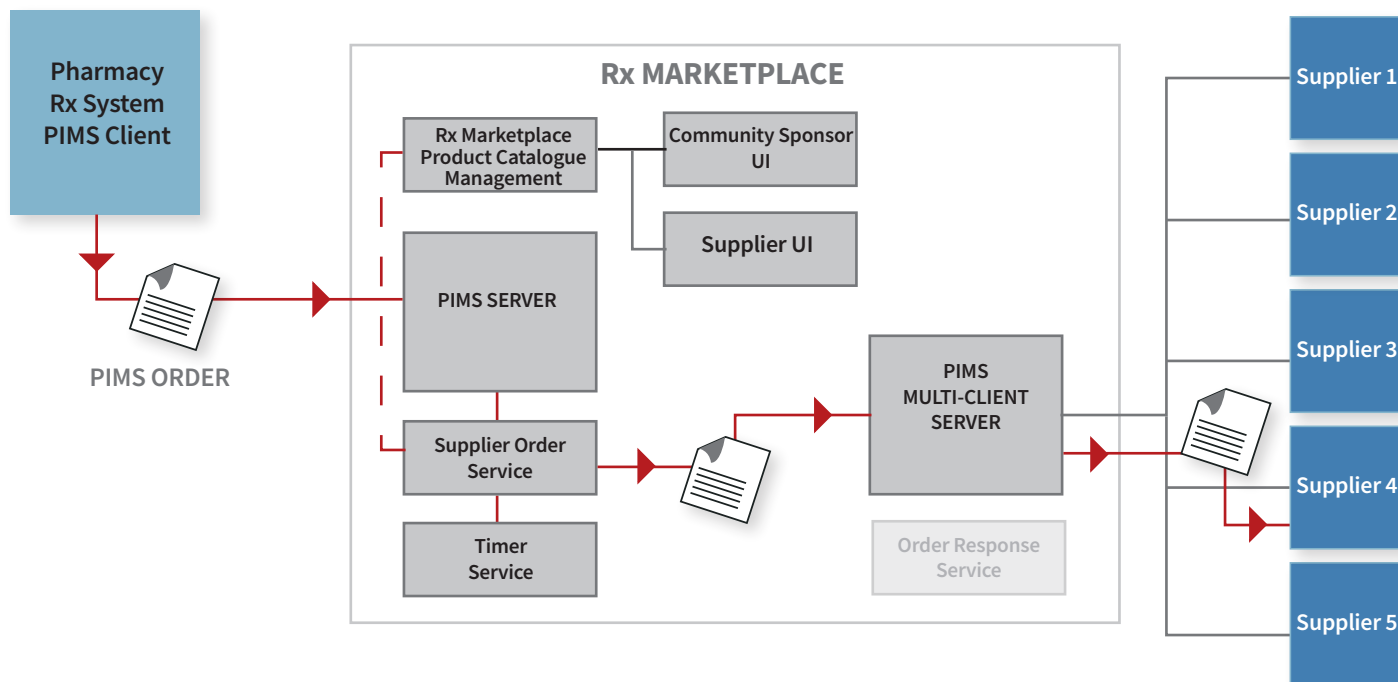 Pharmacy
Rx System
PIMS Client
PIMS ORDER
Rx MARKETPLACE
Rx Marketplace
Product Catalogue
Management
Community Sponsor
UI
Supplier UI
PIMS SERVER
Supplier Order
Service
Timer
Service
PIMS
MULTI-CLIENT
SERVER
Order Response
Service
Supplier 1
Supplier 2
Supplier 3
Supplier 4
Supplier 5